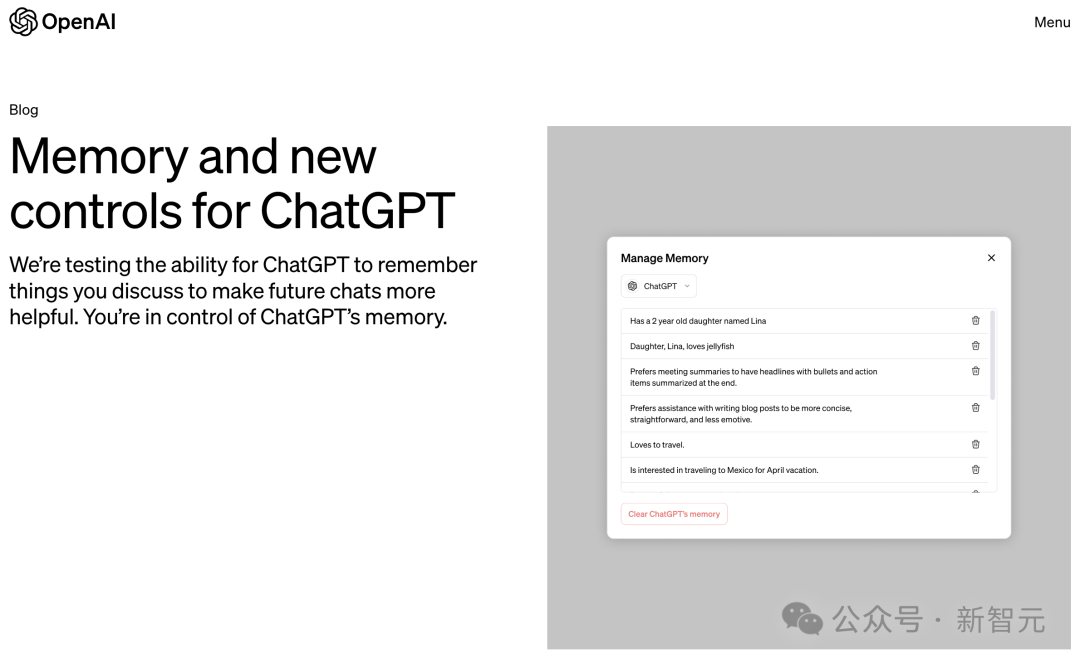 OpenAI
Menu
Blog
Memory and new
controls for ChatGPT
We’re testing the ability for ChatGPT to remember
things you discuss to make future chats more
helpful. You’re in control of ChatGPT’s memory.
Manage Memory
ChatGPT
Has a 2 year old daughter named Lina
Daughter, Lina, loves jellyfish
Prefers meeting summaries to have headlines with bullets and action
items summarized at the end.
Prefers assistance with writing blog posts to be more concise,
straightforward, and less emotive.
Loves to travel.
Is interested in traveling to Mexico for April vacation.
Clear ChatGPT’s memory
公众号 · 新智元